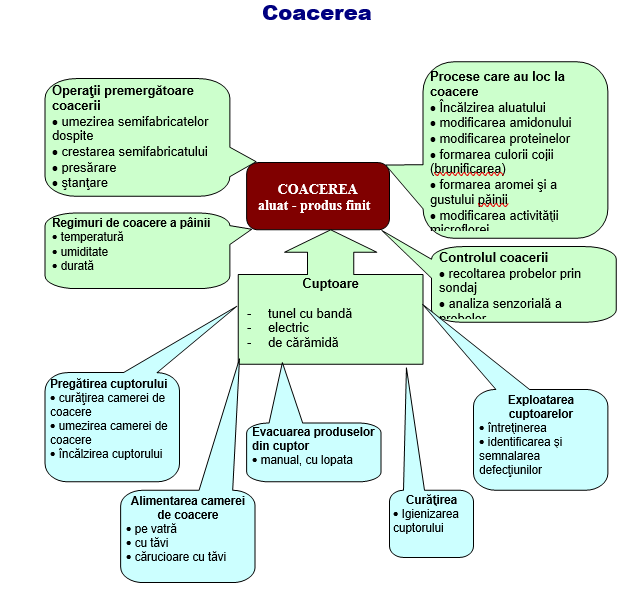 Coacerea
Operaţii premergătoare
coacerii
• umezirea semifabricatelor
dospite
• crestarea semifabricatului
• presărare
• ştanţare
Procese care au loc la
coacere
• Încălzirea aluatului
• modificarea amidonului
• modificarea proteinelor
• formarea culorii cojii
(brunificarea)
• formarea aromei şi a
gustului păinii
• modificarea activităţii
microflorei
COACEREA
aluat - produs finit
Regimuri de coacere a pâinii
• temperatură
• umiditate
• durată
Controlul coacerii
• recoltarea probelor prin
sondaj
• analiza senzorială a
probelor
Cuptoare
- tunel cu bandă
- electric
- de cărămidă
Pregătirea cuptorului
• curăţirea camerei de
coacere
• umezirea camerei de
coacere
• încălzirea cuptorului
Evacuarea produselor
din cuptor
• manual, cu lopata
Exploatarea
cuptoarelor
• întreţinerea
• identificarea şi
semnalarea
defecţiunilor
Alimentarea camerei
de coacere
• pe vatră
• cu tăvi
• cărucioare cu tăvi
Curăţirea
• Igienizarea
cuptorului